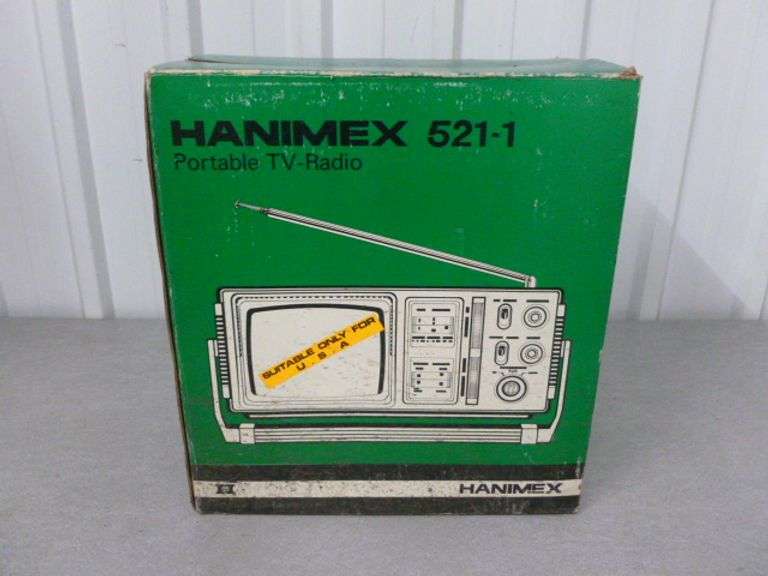 HANIMEX 521-1
Portable TV-Radio
SUITABLE ONLY FOR
U.S.A
H HANIMEX